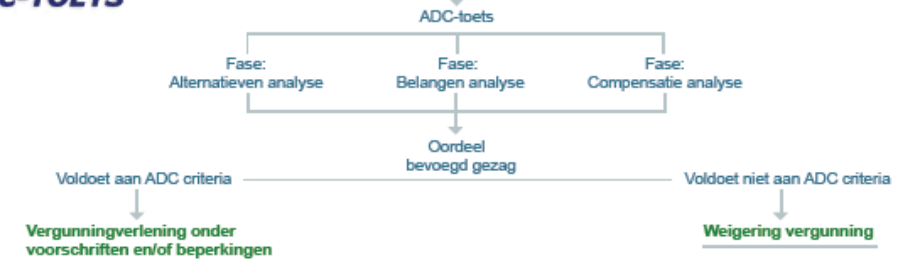 C-TOETS
ADC-toets
Fase:
Alternatieven analyse
Fase:
Belangen analyse
Fase:
Compensatie analyse
Oordeel
bevoegd gezag
Voldoet aan ADC criteria
Voldoet niet aan ADC criteria
Vergunningverlening onder
voorschriften en/of beperkingen
Weigering vergunning